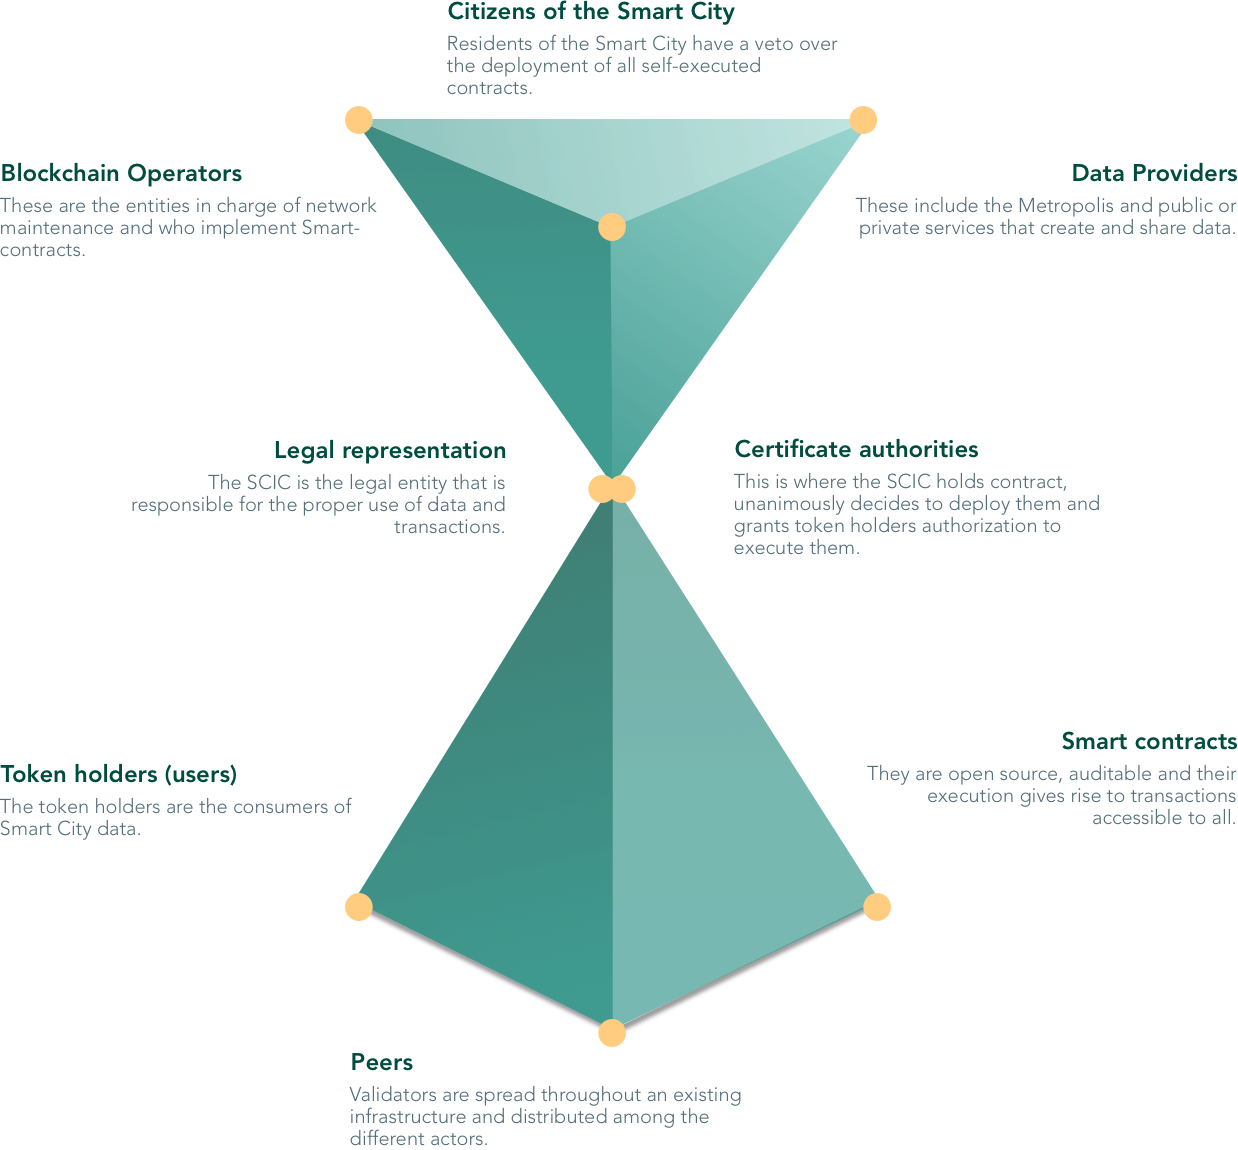 Citizens of the Smart City
Residents of the Smart City have a veto over
the deployment of all self-executed
contracts.
Blockchain Operators
These are the entities in charge of network
maintenance and who implement Smart-
contracts.
Data Providers
These include the Metropolis and public or
private services that create and share data.
Legal representation
The SCIC is the legal entity that is
responsible for the proper use of data and
transactions.
Certificate authorities
This is where the SCIC holds contract,
unanimously decides to deploy them and
grants token holders authorization to
execute them.
Smart contracts
They are open source, auditable and their
execution gives rise to transactions
accessible to all.
Token holders (users)
The token holders are the consumers of
Smart City data.
Peers
Validators are spread throughout an existing
infrastructure and distributed among the
different actors.